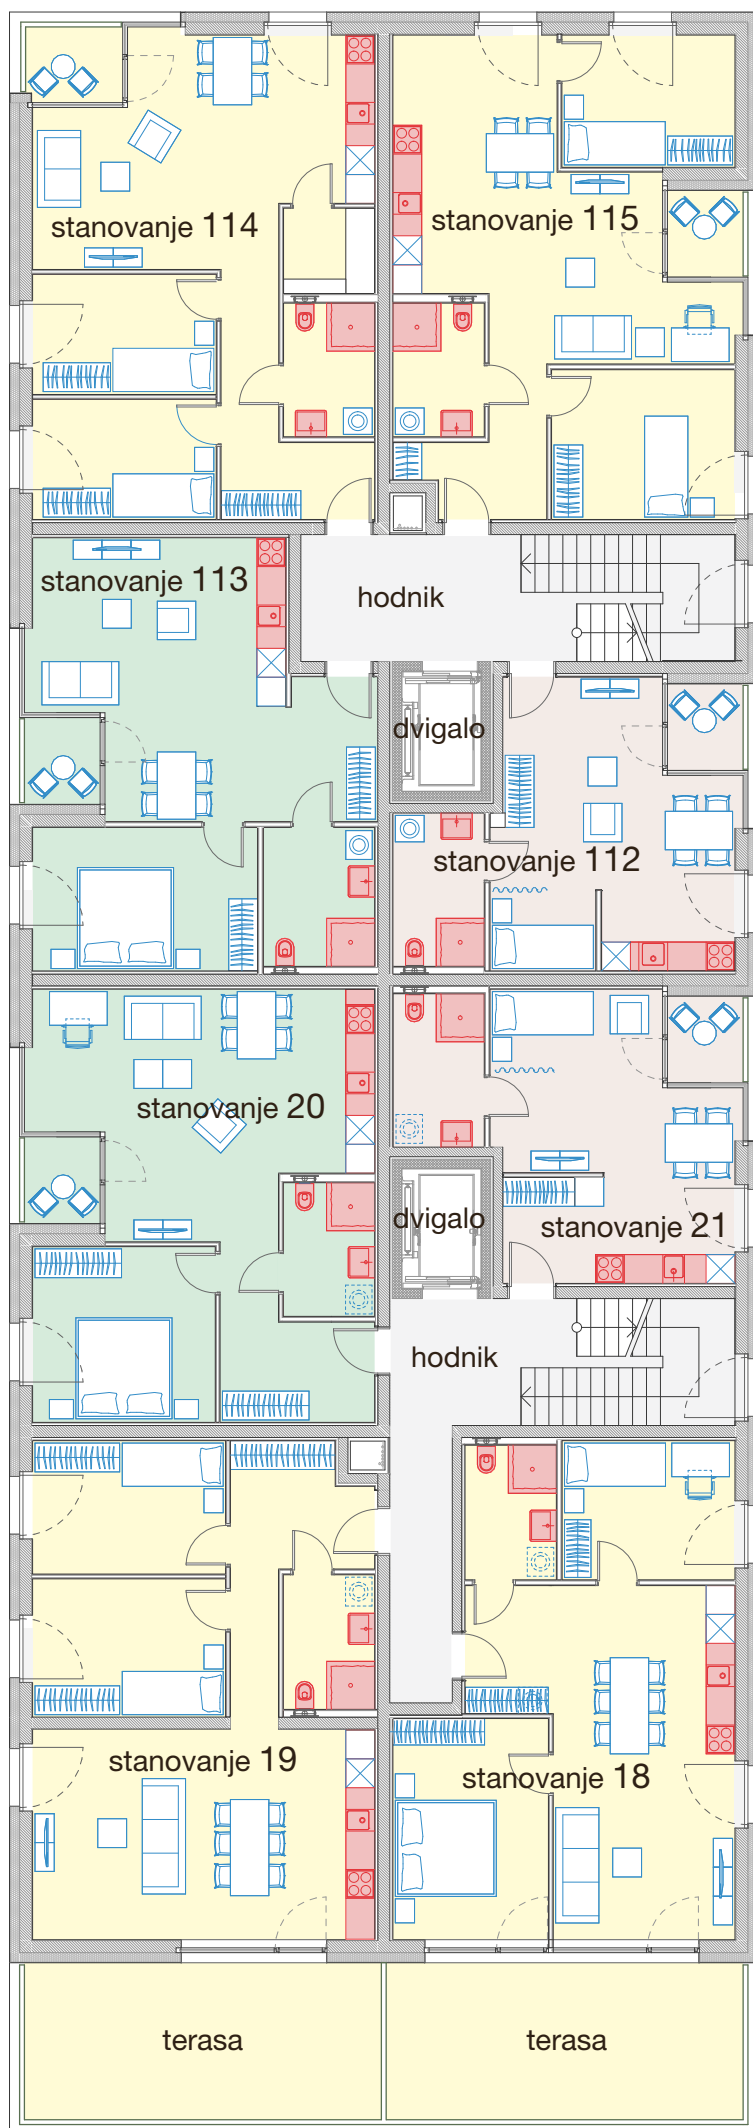 stanovanje 114
stanovanje 115
stanovanje 113
hodnik
dvigalo
stanovanje 112
stanovanje 20
dvigalo
stanovanje 21
hodnik
stanovanje 19
stanovanje 18
terasa
terasa